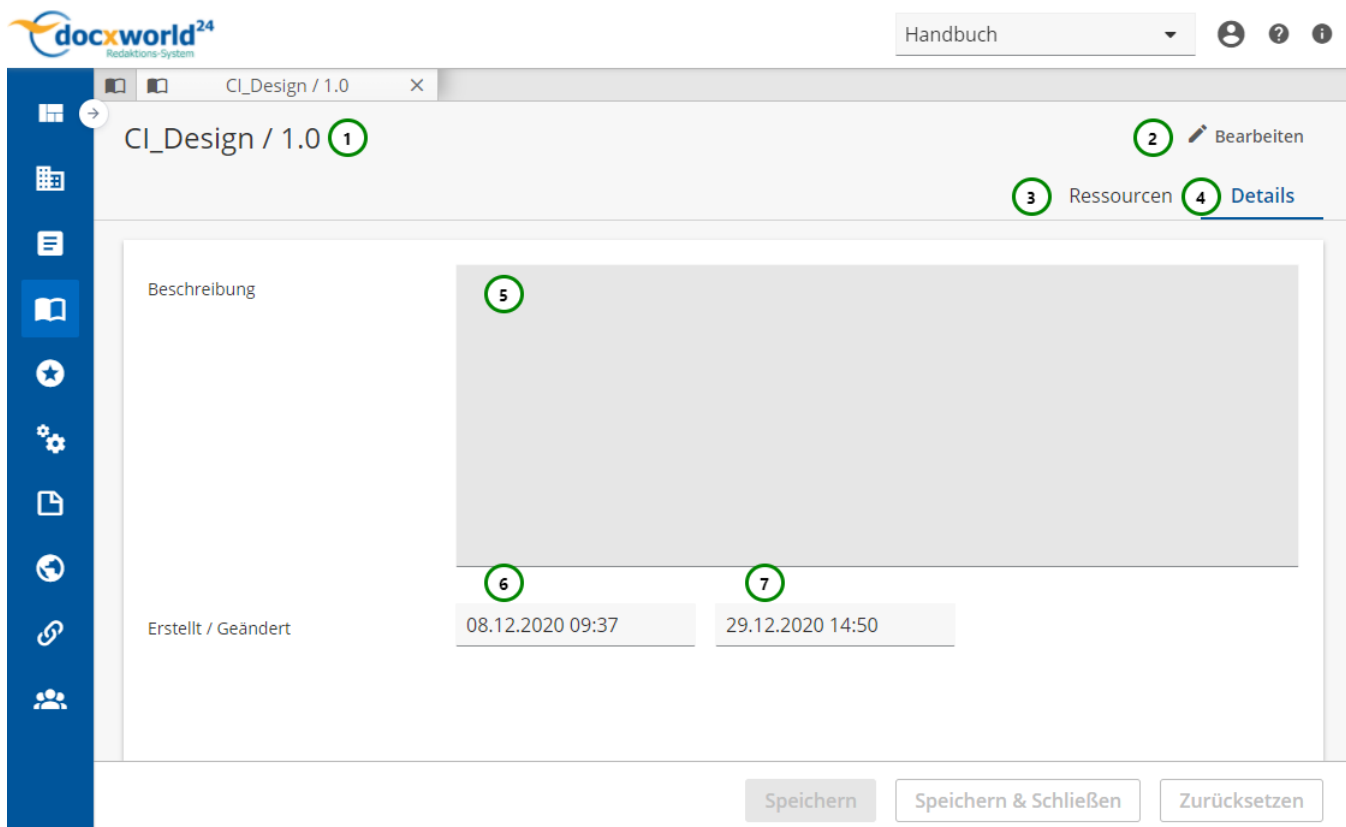 docxworld24
Redaktions-System
Handbuch
CI_Design / 1.0
CI_Design / 1.0 1
2 Bearbeiten
3 Ressourcen 4 Details
Beschreibung 5
6 7
Erstellt / Geändert 08.12.2020 09:37 29.12.2020 14:50
Speichern Speichern & Schließen Zurücksetzen